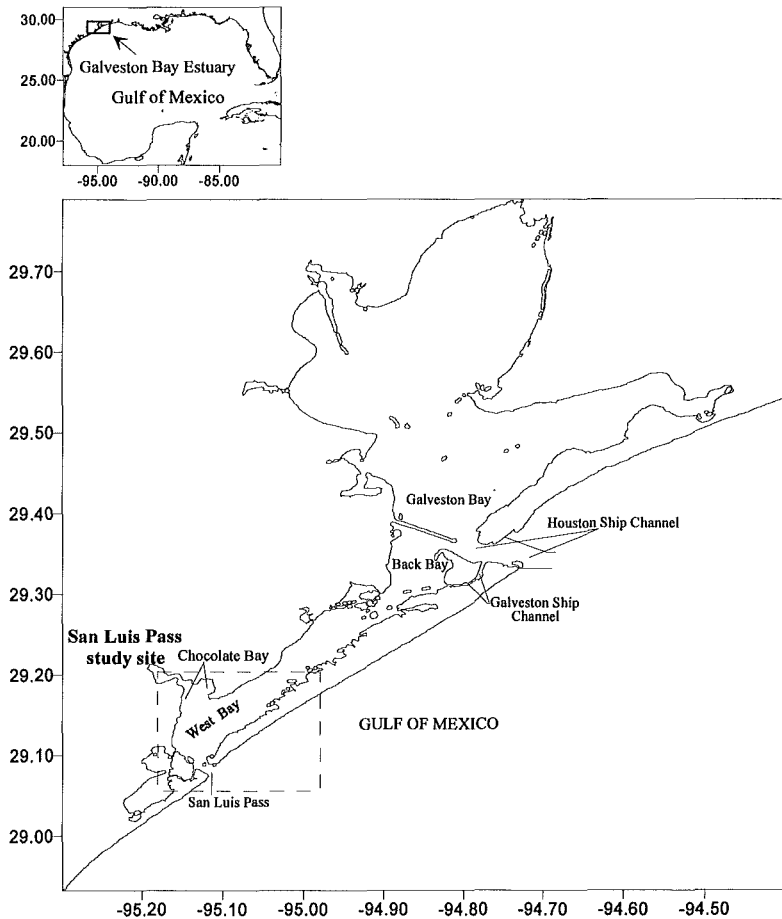 30.00
Galveston Bay Estuary
25.00
Gulf of Mexico
20.00
-95.00 -90.00 -85.00
29.70
29.60
29.50
Galveston Bay
29.40
Houston Ship Channel
Back Bay
29.30
Galveston Ship
Channel
San Luis Pass
study site
Chocolate Bay
29.20
West Bay
GULF OF MEXICO
29.10
San Luis Pass
29.00
-95.20 -95.10 -95.00 -94.90 -94.80 -94.70 -94.60 -94.50